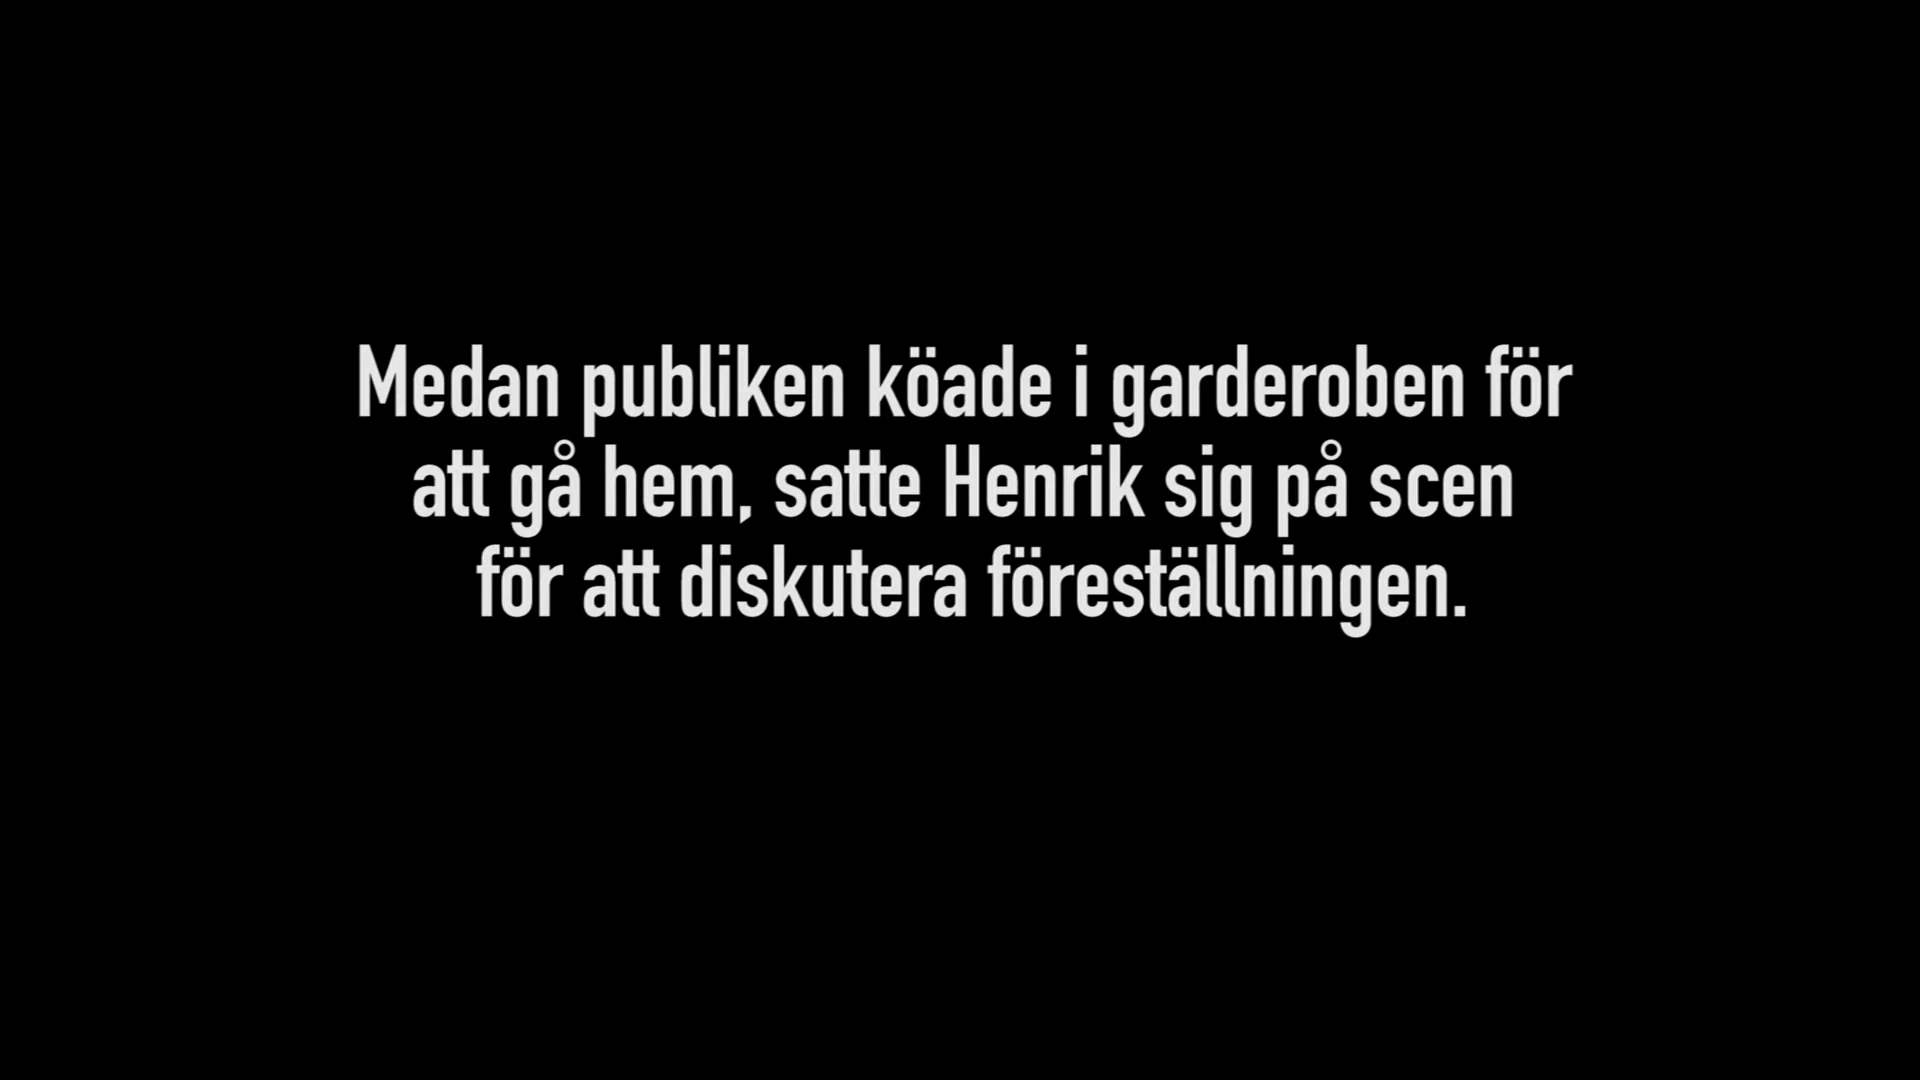 Medan publiken köade i garderoben för
att gå hem, satte Henrik sig på scen
för att diskutera föreställningen.